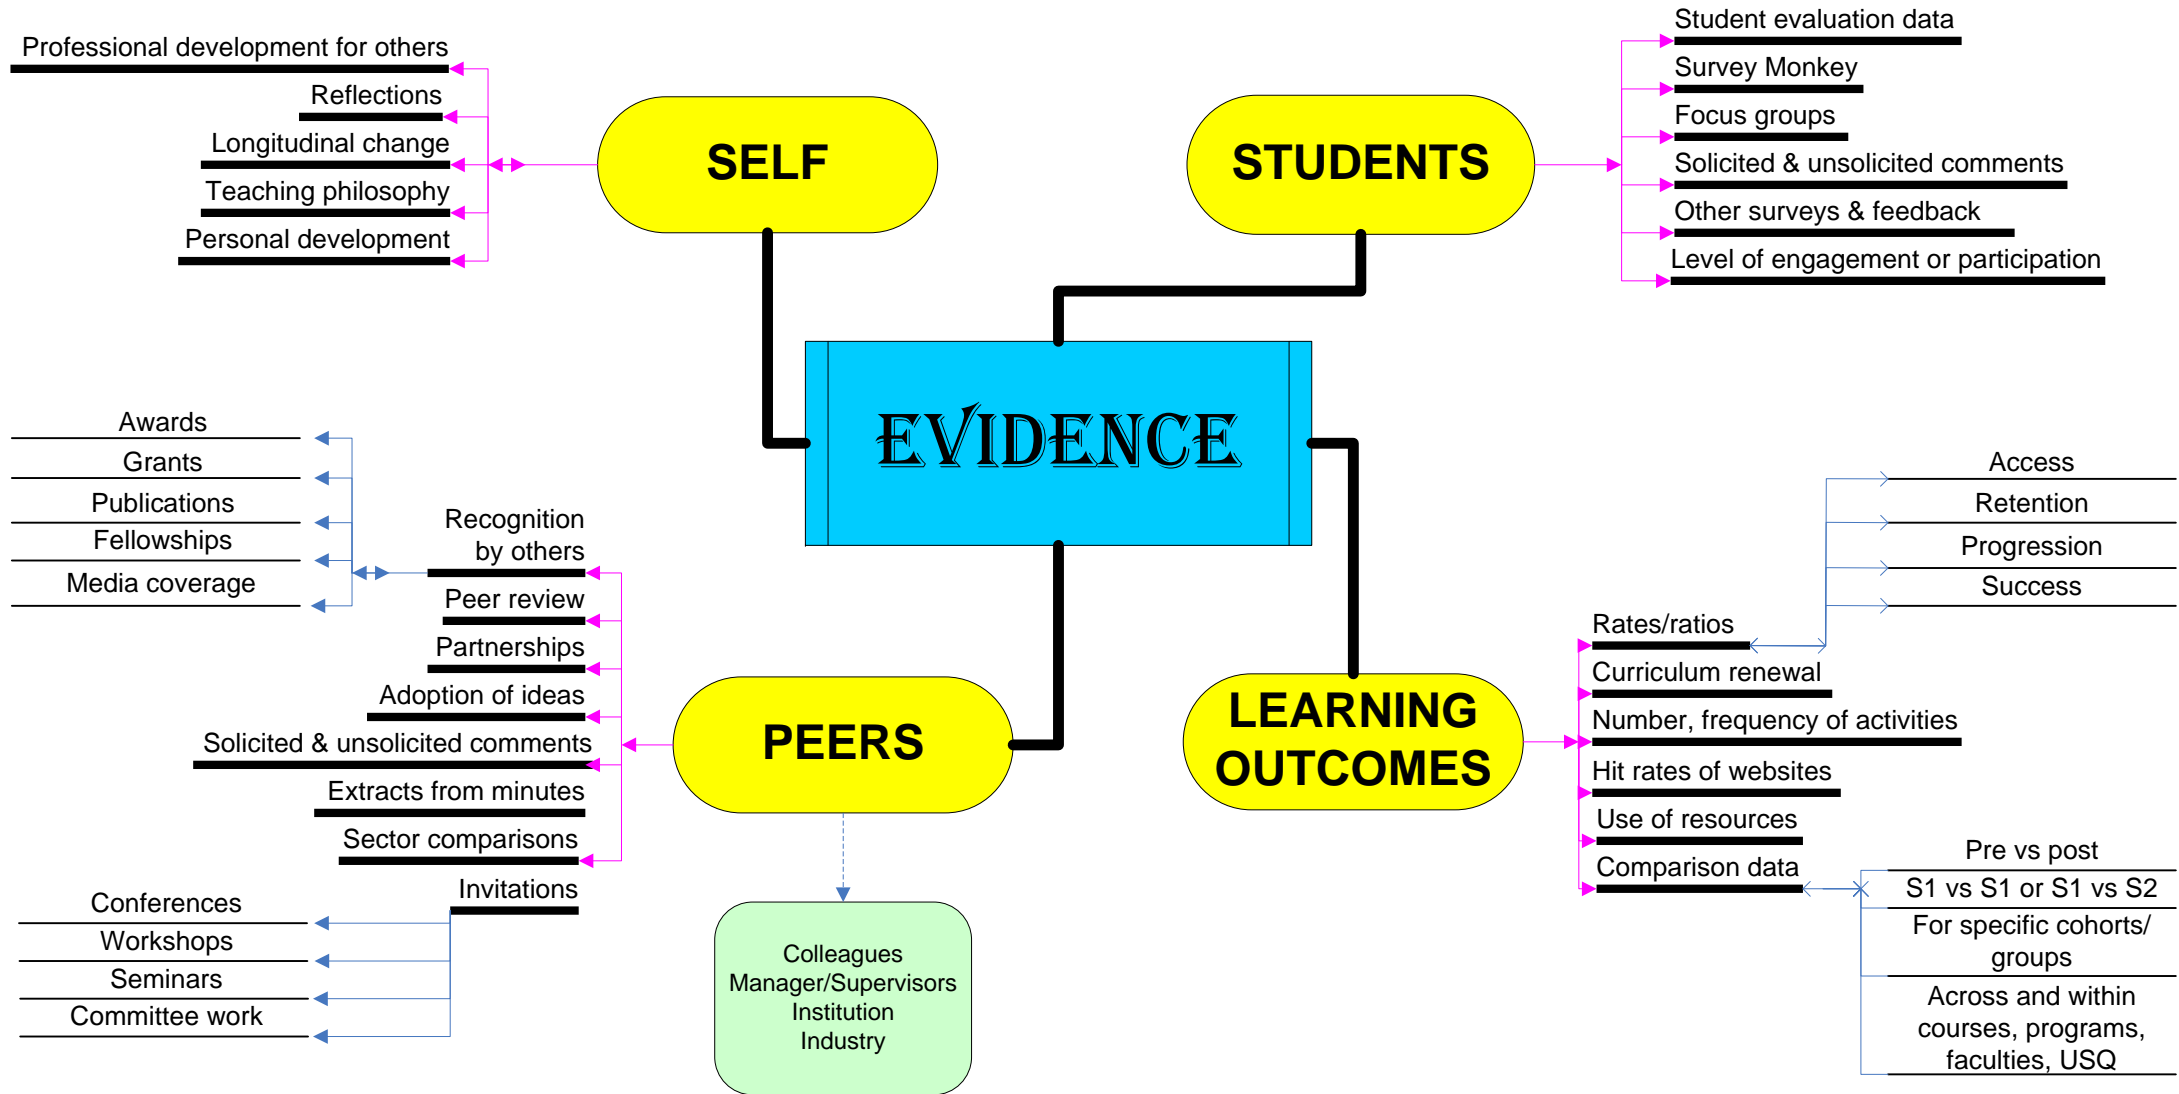 Professional development for others
Reflections
Longitudinal change
Teaching philosophy
Personal development
SELF
STUDENTS
Student evaluation data
Survey Monkey
Focus groups
Solicited & unsolicited comments
Other surveys & feedback
Level of engagement or participation
EVIDENCE
Awards
Grants
Publications
Fellowships
Media coverage
Recognition
by others
Peer review
Partnerships
Adoption of ideas
Solicited & unsolicited comments
Extracts from minutes
Sector comparisons
Invitations
Conferences
Workshops
Seminars
Committee work
PEERS
Colleagues
Manager/Supervisors
Institution
Industry
LEARNING
OUTCOMES
Rates/ratios
Curriculum renewal
Number, frequency of activities
Hit rates of websites
Use of resources
Comparison data
Access
Retention
Progression
Success
Pre vs post
S1 vs S1 or S1 vs S2
For specific cohorts/
groups
Across and within
courses, programs,
faculties, USQ